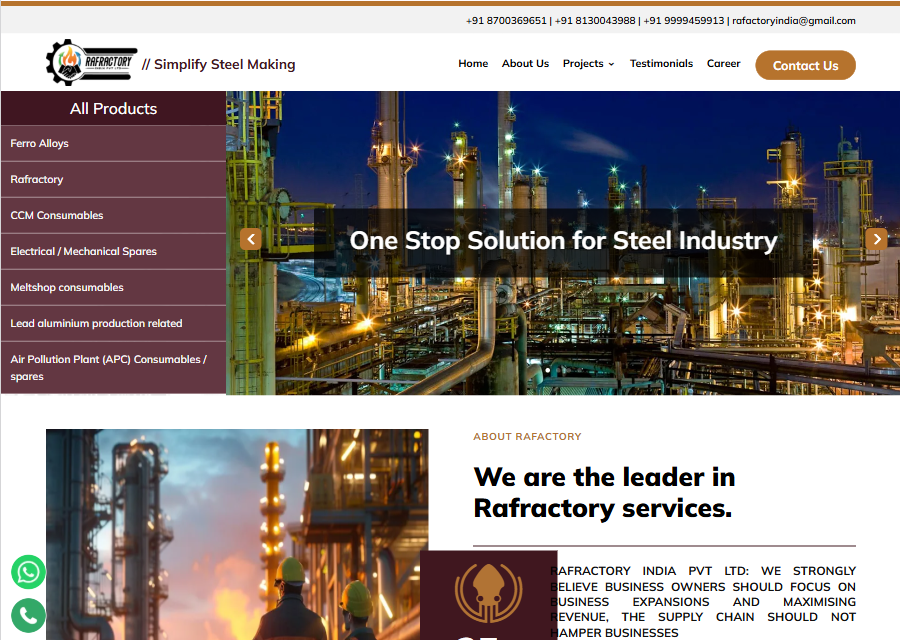 +91 8700369651 | +91 8130043988 | +91 9999459913 | rafactoryindia@gmail.com
RAFRACTORY
// Simplify Steel Making
Home
About Us
Projects
Testimonials
Career
Contact Us
All Products
Ferro Alloys
Refractory
CCM Consumables
Electrical / Mechanical Spares
Meltshop consumables
Lead aluminium production related
Air Pollution Plant (APC) Consumables /
spares
One Stop Solution for Steel Industry
ABOUT RAFACTORY
We are the leader in
Rafractory services.
RAFRACTORY INDIA PVT LTD: WE STRONGLY
BELIEVE BUSINESS OWNERS SHOULD FOCUS ON
BUSINESS EXPANSIONS AND MAXIMISING
REVENUE, THE SUPPLY CHAIN SHOULD NOT
HAMPER BUSINESSES